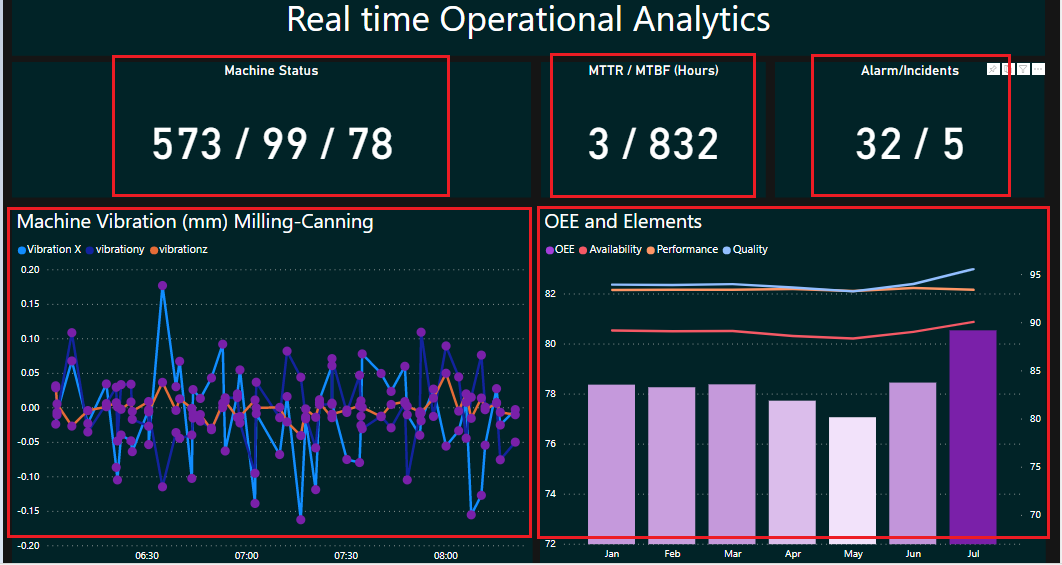 Real time Operational Analytics
Machine Status
MTTR / MTBF (Hours)
Alarm/Incidents
573 / 99 / 78
3 / 832
32 / 5
Machine Vibration (mm) Milling-Canning
Vibration X vibrationy vibrationz
0.20
0.15
0.10
0.05
0.00
-0.05
-0.10
-0.15
-0.20
06:30 07:00 07:30 08:00
OEE and Elements
OEE Availability Performance Quality
82
80
78
76
74
72
95
90
85
80
75
70
Jan Feb Mar Apr May Jun Jul